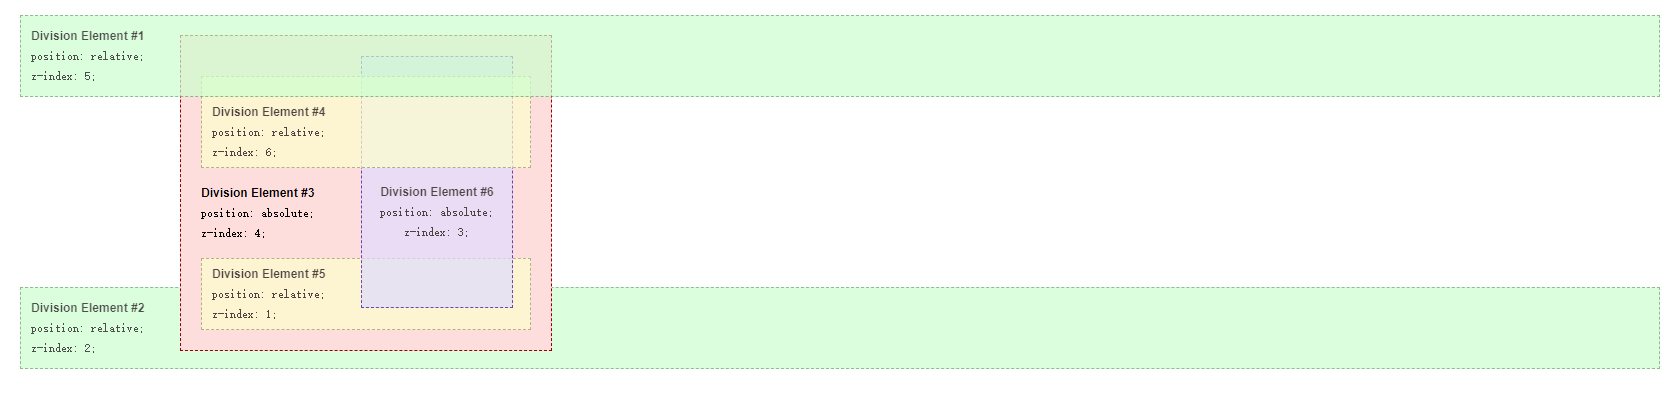 Division Element #1
position: relative;
z-index: 5;
Division Element #4
position: relative;
z-index: 6;
Division Element #3
position: absolute;
z-index: 4;
Division Element #6
position: absolute;
z-index: 3;
Division Element #5
position: relative;
z-index: 1;
Division Element #2
position: relative;
z-index: 2;